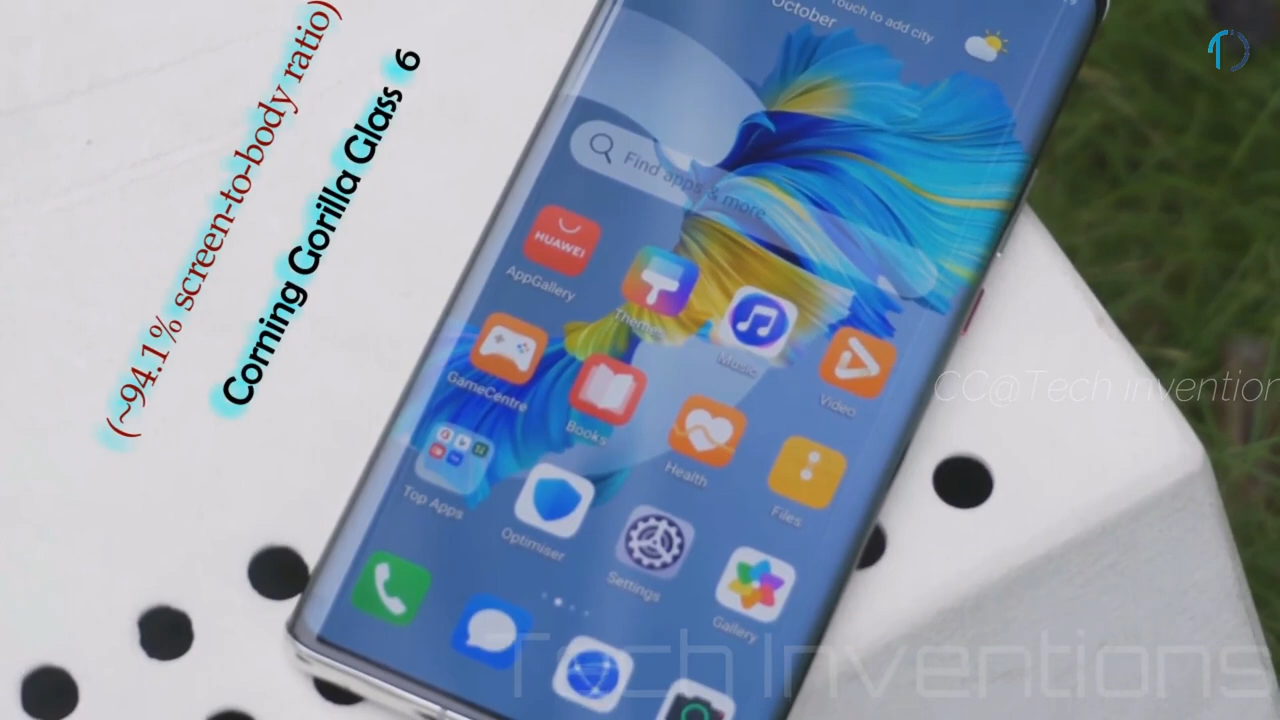 (~94.1% screen-to-body ratio)
Corning Gorilla Glass 6
October
Touch to add city
Find apps & more
HUAWEI
AppGallery
Themes
Music
Video
GameCentre
Books
Health
Files
Top Apps
Optimiser
Settings
Gallery
CC@Tech invention
Tech Inventions